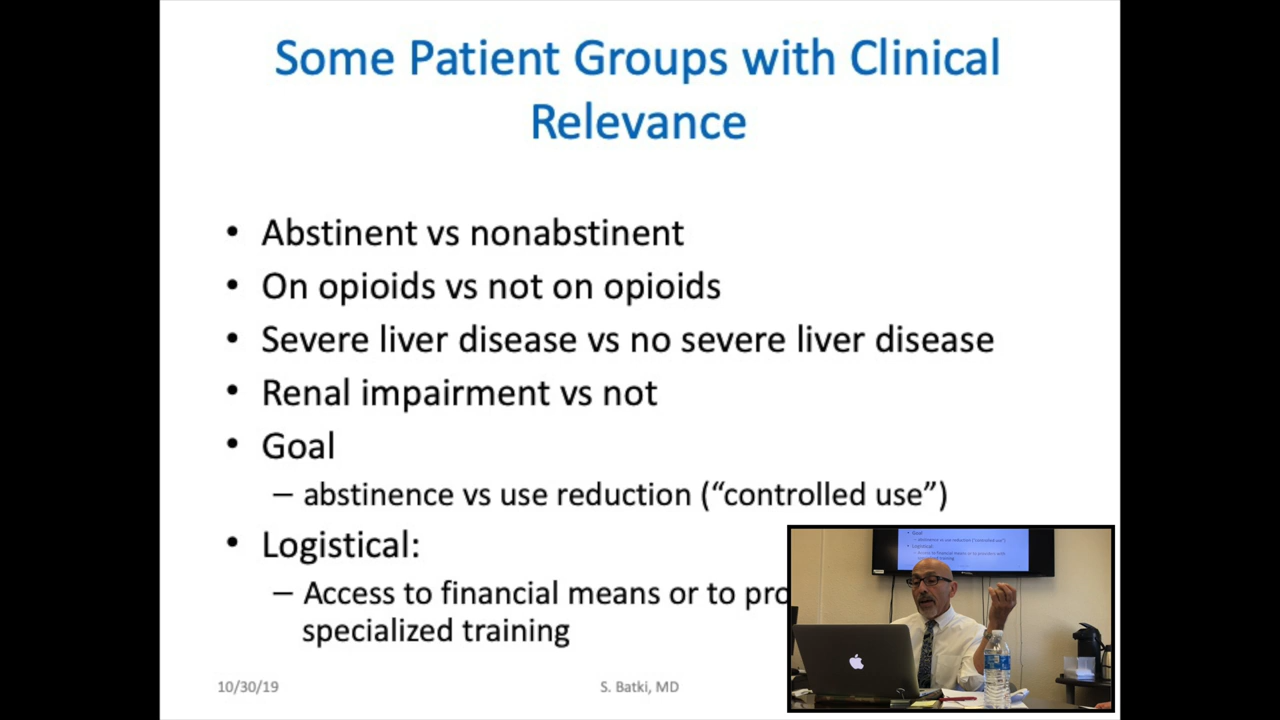 Some Patient Groups with Clinical
Relevance
• Abstinent vs nonabstinent
• On opioids vs not on opioids
• Severe liver disease vs no severe liver disease
• Renal impairment vs not
• Goal
– abstinence vs use reduction (“controlled use”)
• Logistical:
– Access to financial means or to pro
specialized training
10/30/19
S. Batki, MD